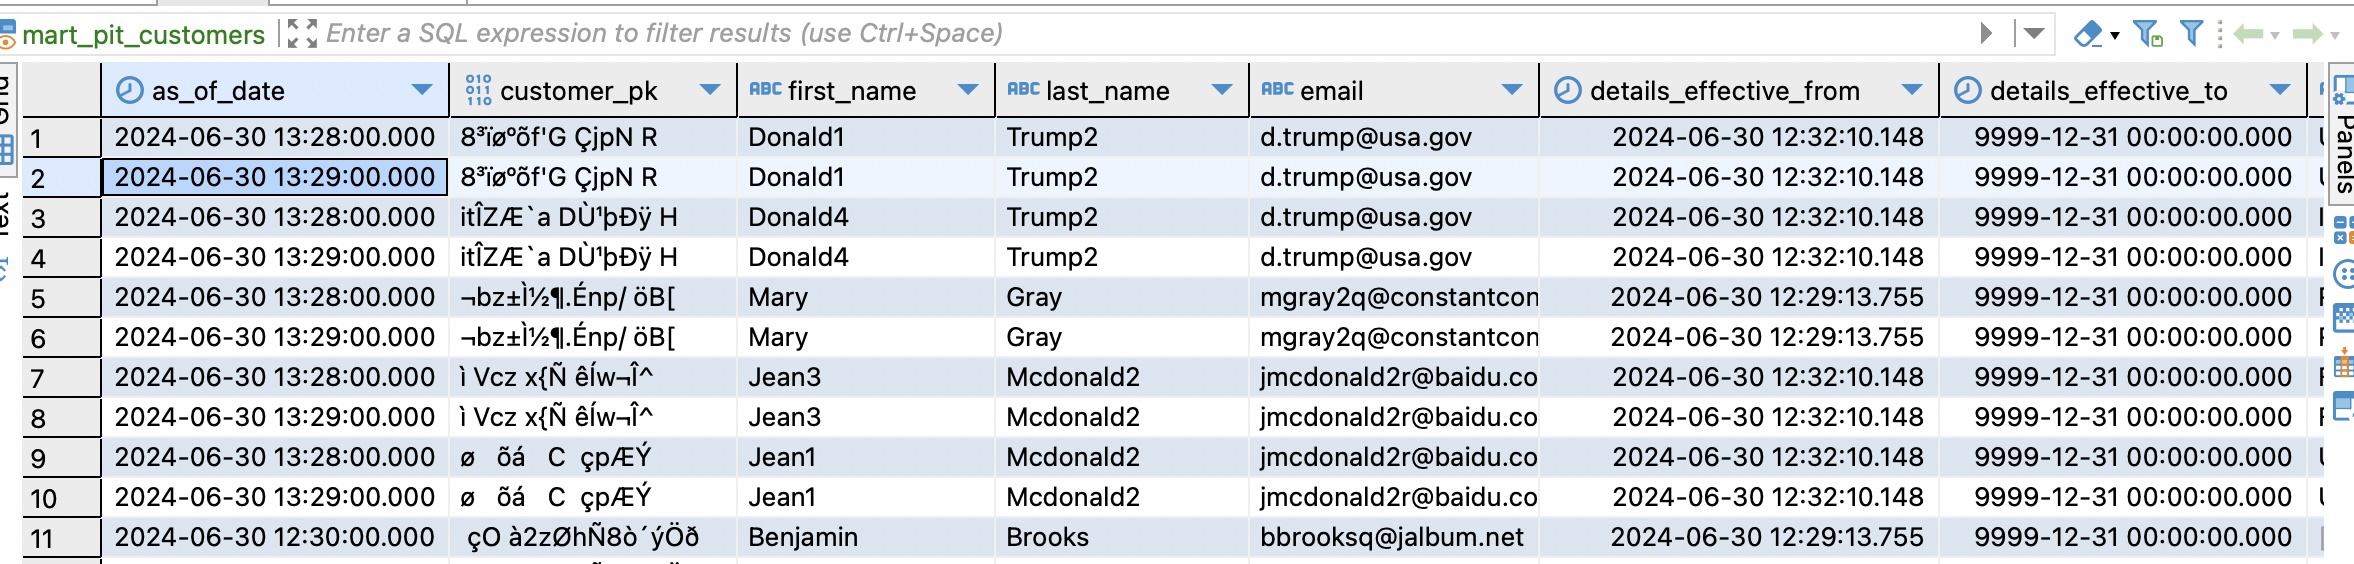 mart_pit_customers Enter a SQL expression to filter results (use Ctrl+Space)
as_of_date customer_pk ABC first_name ABC last_name ABC email details_effective_from details_effective_to
1 2024-06-30 13:28:00.000 8³ïøºõf'G ÇjpN R Donald1 Trump2 d.trump@usa.gov 2024-06-30 12:32:10.148 9999-12-31 00:00:00.000
2 2024-06-30 13:29:00.000 8³ïøºõf'G ÇjpN R Donald1 Trump2 d.trump@usa.gov 2024-06-30 12:32:10.148 9999-12-31 00:00:00.000
3 2024-06-30 13:28:00.000 itÎZÆ`a DÙ¹þÐÿ H Donald4 Trump2 d.trump@usa.gov 2024-06-30 12:32:10.148 9999-12-31 00:00:00.000
4 2024-06-30 13:29:00.000 itÎZÆ`a DÙ¹þÐÿ H Donald4 Trump2 d.trump@usa.gov 2024-06-30 12:32:10.148 9999-12-31 00:00:00.000
5 2024-06-30 13:28:00.000 ¬bz±Ì½¶.Énp/ öB[ Mary Gray mgray2q@constantcon 2024-06-30 12:29:13.755 9999-12-31 00:00:00.000
6 2024-06-30 13:29:00.000 ¬bz±Ì½¶.Énp/ öB[ Mary Gray mgray2q@constantcon 2024-06-30 12:29:13.755 9999-12-31 00:00:00.000
7 2024-06-30 13:28:00.000 ì Vcz x{Ñ êÍw¬Î^ Jean3 Mcdonald2 jmcdonald2r@baidu.co 2024-06-30 12:32:10.148 9999-12-31 00:00:00.000
8 2024-06-30 13:29:00.000 ì Vcz x{Ñ êÍw¬Î^ Jean3 Mcdonald2 jmcdonald2r@baidu.co 2024-06-30 12:32:10.148 9999-12-31 00:00:00.000
9 2024-06-30 13:28:00.000 ø õá C çpÆÝ Jean1 Mcdonald2 jmcdonald2r@baidu.co 2024-06-30 12:32:10.148 9999-12-31 00:00:00.000
10 2024-06-30 13:29:00.000 ø õá C çpÆÝ Jean1 Mcdonald2 jmcdonald2r@baidu.co 2024-06-30 12:32:10.148 9999-12-31 00:00:00.000
11 2024-06-30 12:30:00.000 çO à2zØhÑ8ò´ýÖð Benjamin Brooks bbrooksq@jalbum.net 2024-06-30 12:29:13.755 9999-12-31 00:00:00.000
Panels